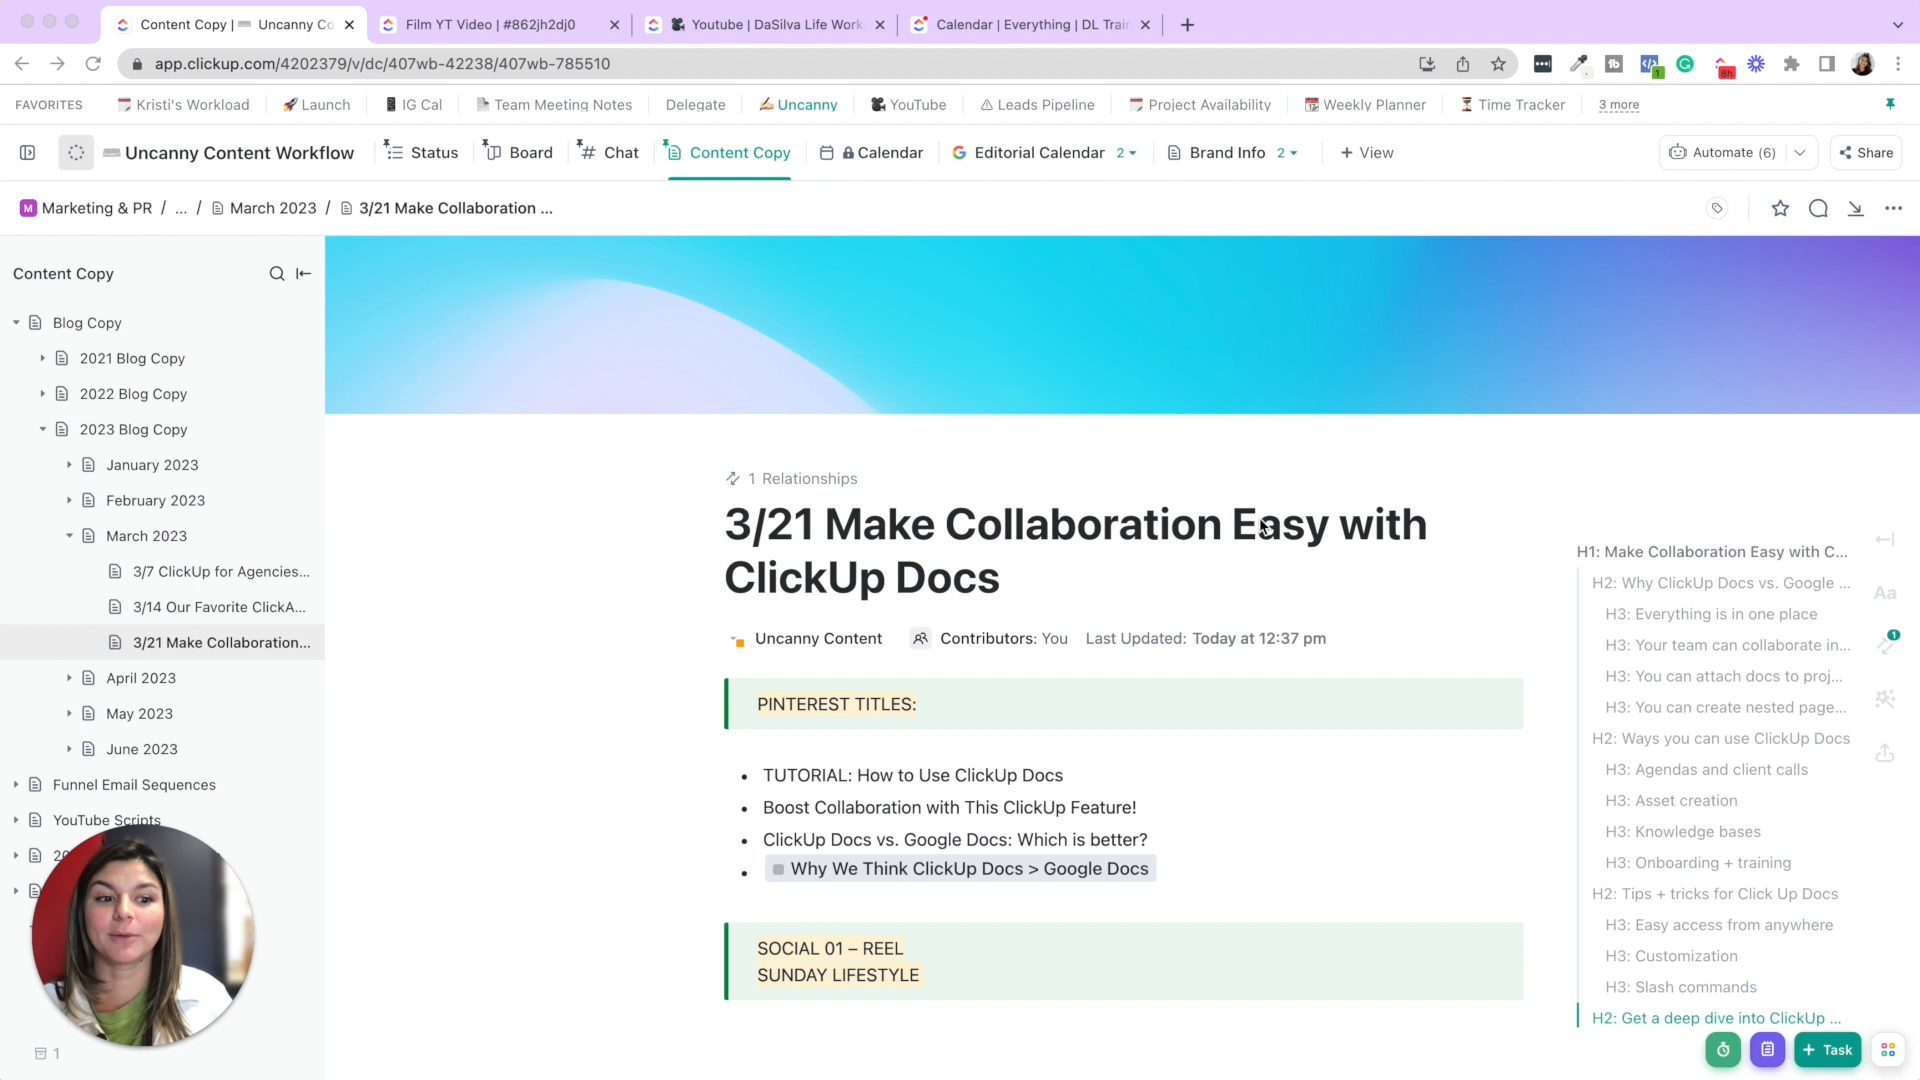 Content Copy | Uncanny Co
Film YT Video | #862jh2dj0
Youtube | DaSilva Life Work
Calendar | Everything | DL Trai
app.clickup.com/4202379/v/dc/407wb-42238/407wb-785510
1
8h
FAVORITES
Kristi's Workload
Launch
IG Cal
Team Meeting Notes
Delegate
Uncanny
YouTube
Leads Pipeline
Project Availability
Weekly Planner
Time Tracker
3 more
Uncanny Content Workflow
Status
Board
Chat
Content Copy
Calendar
Editorial Calendar 2
Brand Info 2
+ View
Automate (6)
Share
M Marketing & PR / ... / March 2023 / 3/21 Make Collaboration ...
Content Copy
Blog Copy
2021 Blog Copy
2022 Blog Copy
2023 Blog Copy
January 2023
February 2023
March 2023
3/7 ClickUp for Agencies...
3/14 Our Favorite ClickA...
3/21 Make Collaboration...
April 2023
May 2023
June 2023
Funnel Email Sequences
YouTube Scripts
1
1 Relationships
3/21 Make Collaboration Easy with
ClickUp Docs
Uncanny Content
Contributors: You
Last Updated: Today at 12:37 pm
PINTEREST TITLES:
• TUTORIAL: How to Use ClickUp Docs
• Boost Collaboration with This ClickUp Feature!
• ClickUp Docs vs. Google Docs: Which is better?
• Why We Think ClickUp Docs > Google Docs
SOCIAL 01 – REEL
SUNDAY LIFESTYLE
H1: Make Collaboration Easy with C...
H2: Why ClickUp Docs vs. Google ...
H3: Everything is in one place
H3: Your team can collaborate in...
H3: You can attach docs to proj...
H3: You can create nested page...
H2: Ways you can use ClickUp Docs
H3: Agendas and client calls
H3: Asset creation
H3: Knowledge bases
H3: Onboarding + training
H2: Tips + tricks for Click Up Docs
H3: Easy access from anywhere
H3: Customization
H3: Slash commands
H2: Get a deep dive into ClickUp ...
Aa
1
+ Task